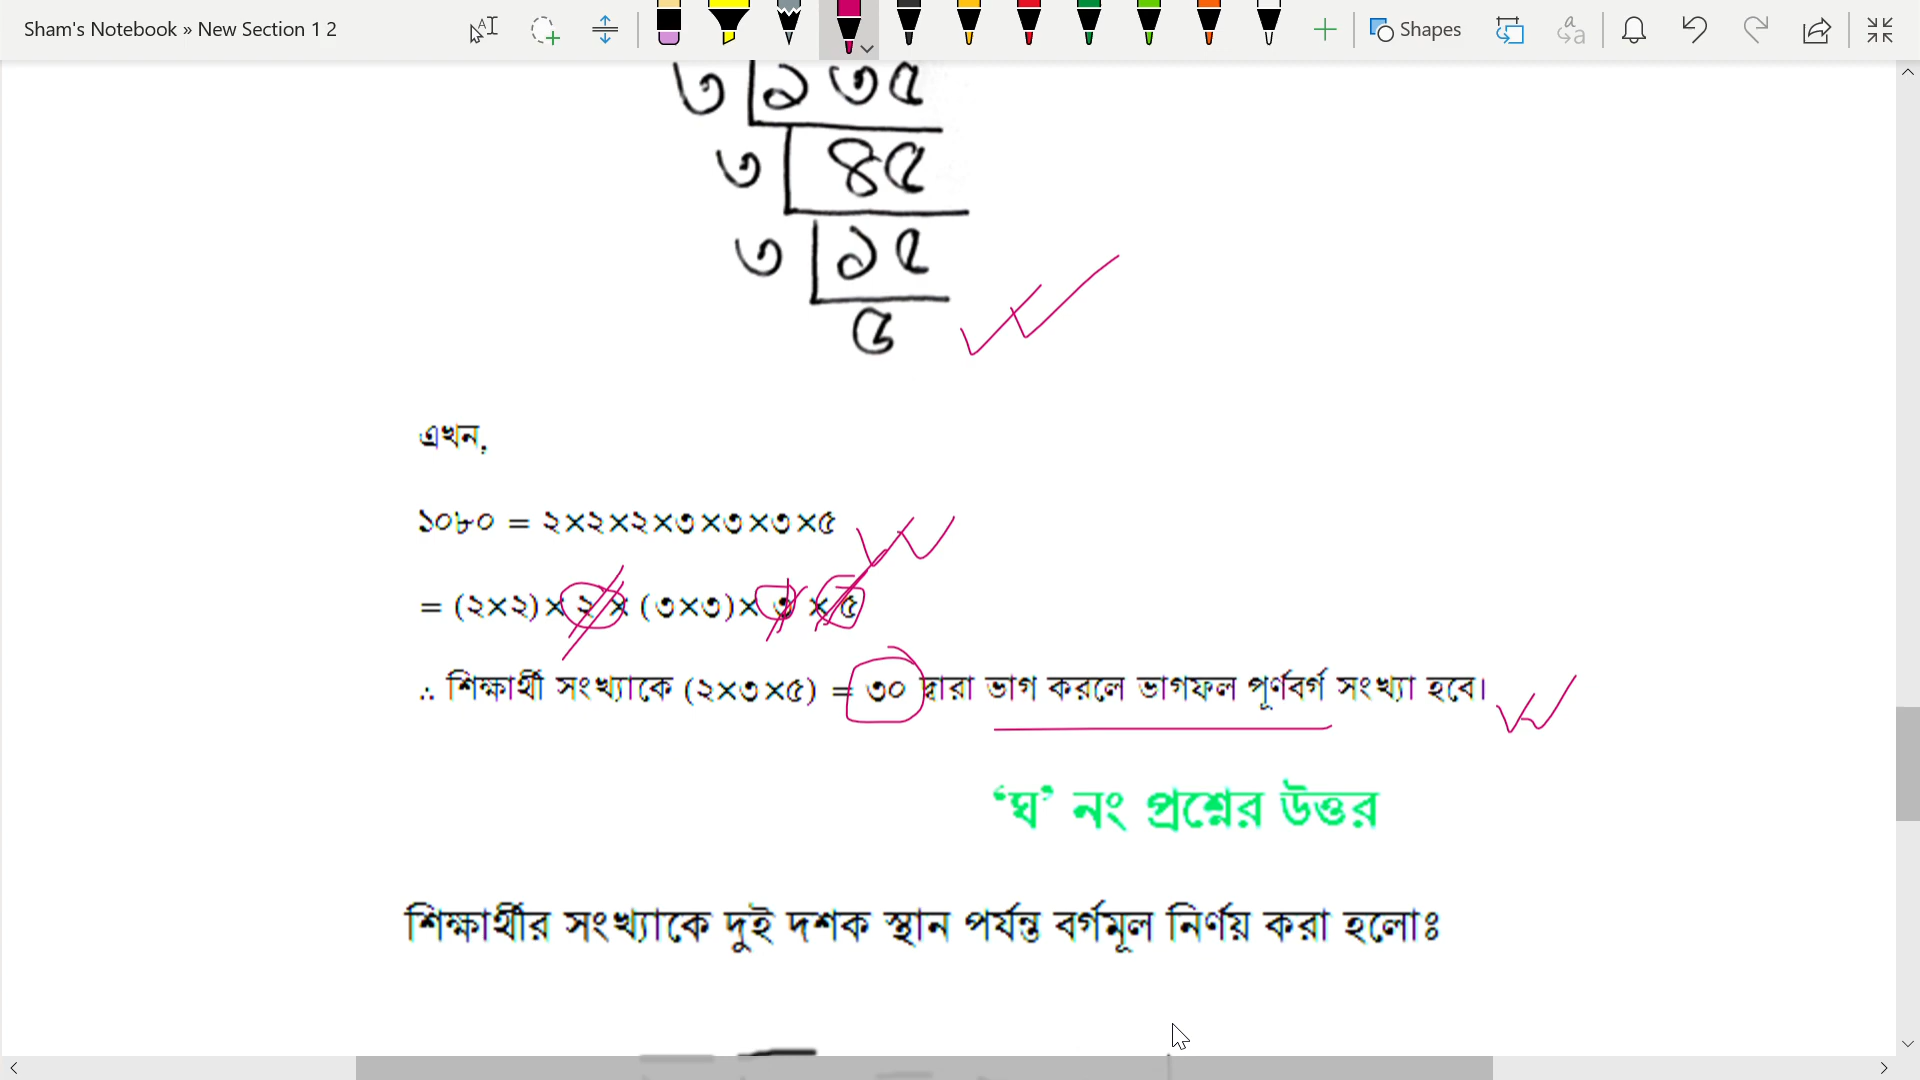 Sham's Notebook » New Section 1 2
Shapes
৩ ১৩৫
৩ ৪৫
৩ ১৫
৫
এখন,
১০৮০ = ২×২×২×৩×৩×৩×৫
= (২×২)× ২ × (৩×৩)× ৩ × ৫
∴ শিক্ষার্থী সংখ্যাকে (২×৩×৫) = ৩০ দ্বারা ভাগ করলে ভাগফল পূর্ণবর্গ সংখ্যা হবে।
‘ঘ’ নং প্রশ্নের উত্তর
শিক্ষার্থীর সংখ্যাকে দুই দশক স্থান পর্যন্ত বর্গমূল নির্ণয় করা হলোঃ